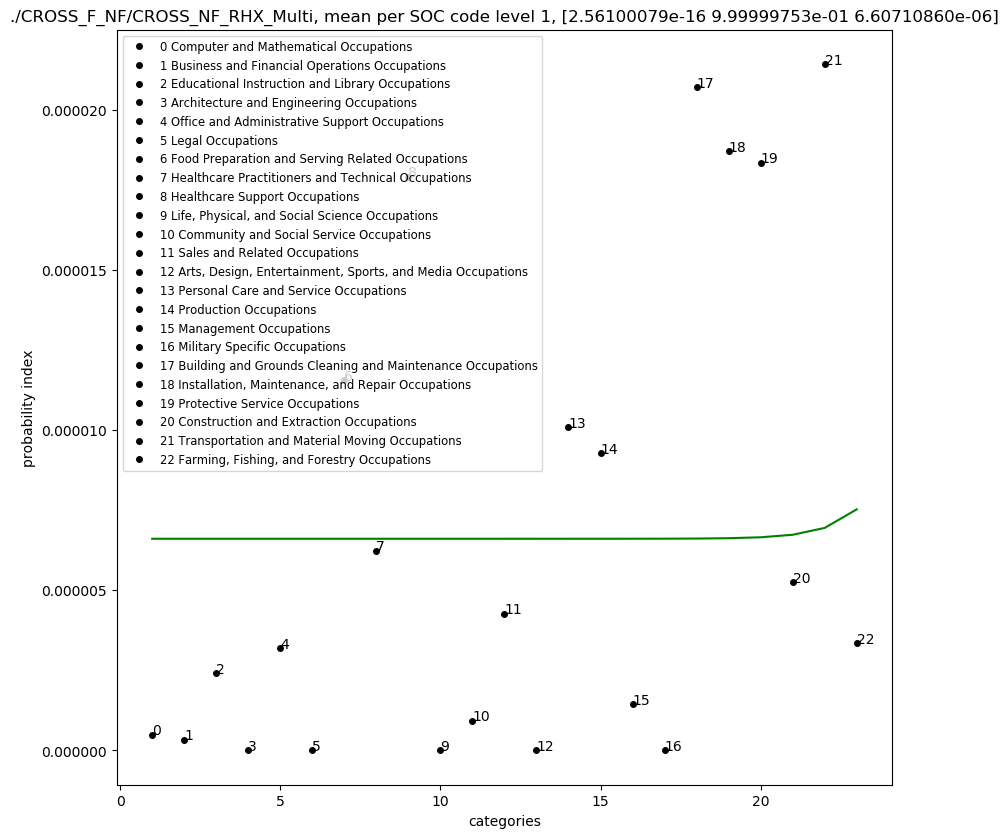 ./CROSS_F_NF/CROSS_NF_RHX_Multi, mean per SOC code level 1, [2.56100079e-16 9.99999753e-01 6.60710860e-06]
0 Computer and Mathematical Occupations
1 Business and Financial Operations Occupations
2 Educational Instruction and Library Occupations
3 Architecture and Engineering Occupations
4 Office and Administrative Support Occupations
5 Legal Occupations
6 Food Preparation and Serving Related Occupations
7 Healthcare Practitioners and Technical Occupations
8 Healthcare Support Occupations
9 Life, Physical, and Social Science Occupations
10 Community and Social Service Occupations
11 Sales and Related Occupations
12 Arts, Design, Entertainment, Sports, and Media Occupations
13 Personal Care and Service Occupations
14 Production Occupations
15 Management Occupations
16 Military Specific Occupations
17 Building and Grounds Cleaning and Maintenance Occupations
18 Installation, Maintenance, and Repair Occupations
19 Protective Service Occupations
20 Construction and Extraction Occupations
21 Transportation and Material Moving Occupations
22 Farming, Fishing, and Forestry Occupations
21
17
18
19
8
6
13
14
7
20
11
22
4
2
15
10
0
1
3
5
9
12
16
0.000020
0.000015
0.000010
0.000005
0.000000
probability index
0
5
10
15
20
categories